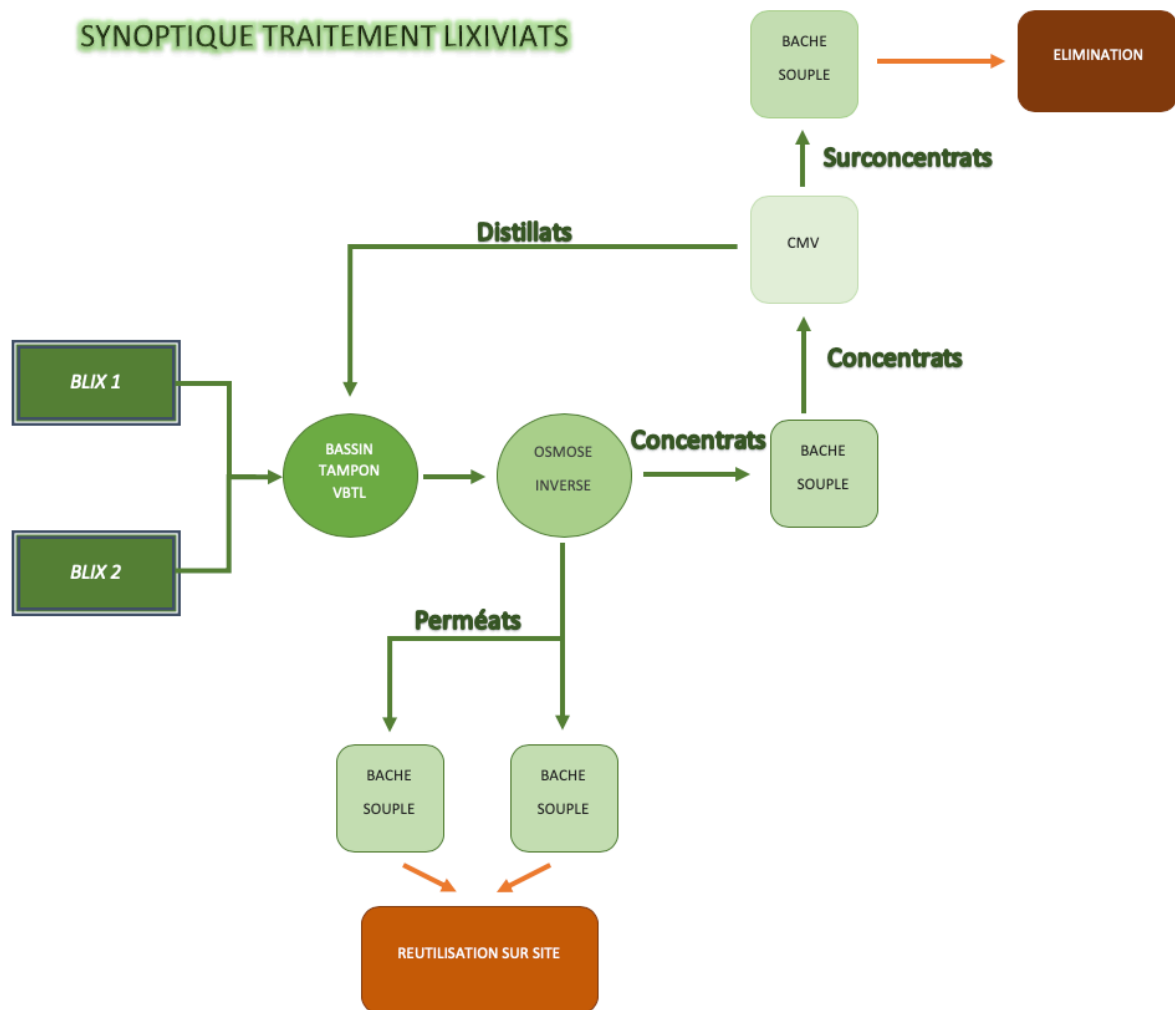 SYNOPTIQUE TRAITEMENT LIXIVIATS
BACHE
SOUPLE
ELIMINATION
Surconcentrats
Distillats
CMV
Concentrats
BLIX 1
BASSIN
TAMPON
VBTL
OSMOSE
INVERSE
Concentrats
BACHE
SOUPLE
BLIX 2
Perméats
BACHE
SOUPLE
BACHE
SOUPLE
REUTILISATION SUR SITE